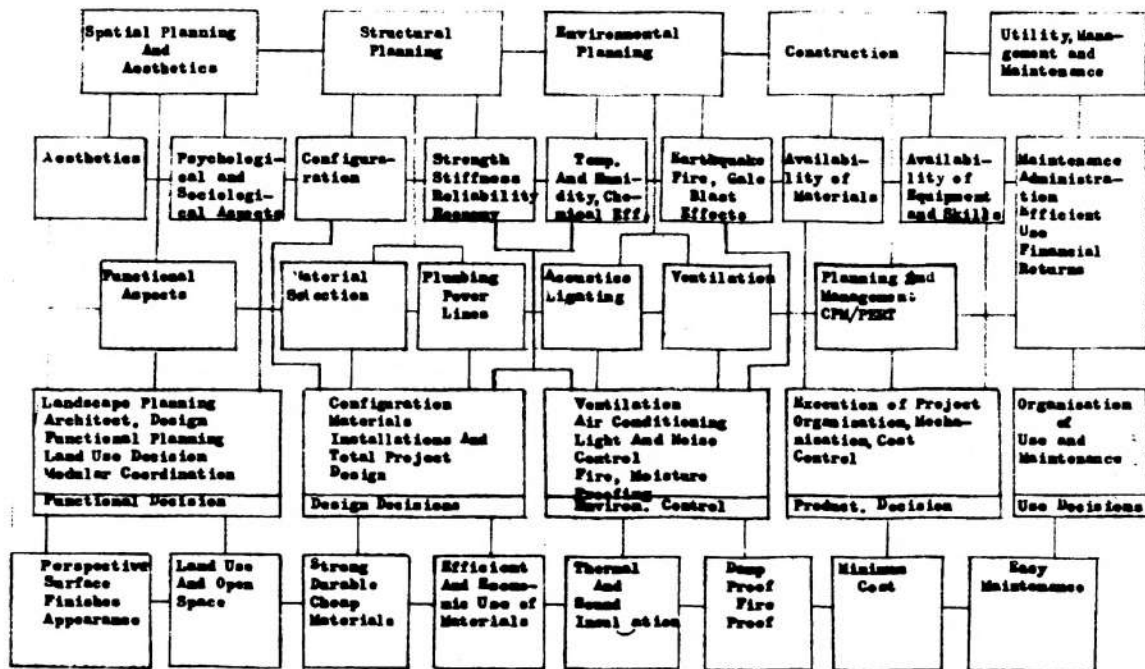 Spatial Planning
And
Aesthetics
Structural
Planning
Environmental
Planning
Construction
Utility, Mana-
gement and
Maintenance
Aesthetics
Psychologi-
cal and
Sociologi-
cal Aspects
Configu-
ration
Strength
Stiffness
Reliability
Economy
Temp.
And Humi-
dity, Che-
mical Eff.
Earthquake
Fire, Gale
Blast
Effects
Availabi-
lity of
Materials
Availabi-
lity of
Equipment
and Skills
Maintenance
Administra-
tion
Efficient
Use
Financial
Returns
Functional
Aspects
Material
Selection
Plumbing
Power
Lines
Acoustics
Lighting
Ventilation
Planning And
Management
CPM/PERT
Landscape Planning
Architect. Design
Functional Planning
Land Use Decision
Modular Coordination
Functional Decision
Configuration
Materials
Installations And
Total Project
Design
Design Decisions
Ventilation
Air Conditioning
Light And Noise
Control
Fire, Moisture
Proofing
Environ. Control
Execution of Project
Organisation, Mecha-
nisation, Cost
Control
Product. Decision
Organisation
of
Use and
Maintenance
Use Decisions
Perspective
Surface
Finishes
Appearance
Land Use
And Open
Space
Strong
Durable
Cheap
Materials
Efficient
And Econo-
mic Use of
Materials
Thermal
And
Sound
Insulation
Damp
Proof
Fire
Proof
Minimum
Cost
Easy
Maintenance